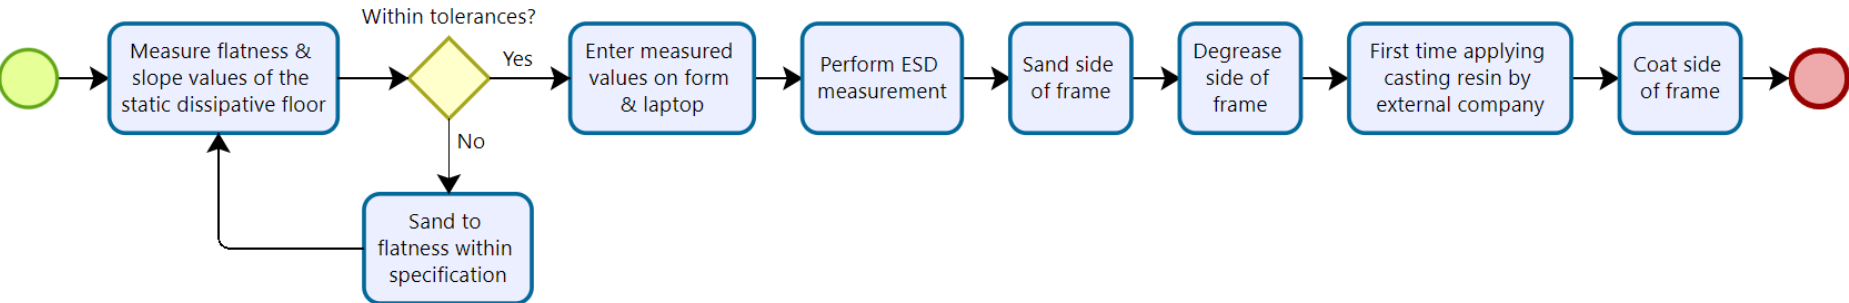 Measure flatness &
slope values of the
static dissipative floor
Within tolerances?
Yes
No
Sand to
flatness within
specification
Enter measured
values on form
& laptop
Perform ESD
measurement
Sand side
of frame
Degrease
side of
frame
First time applying
casting resin by
external company
Coat side
of frame